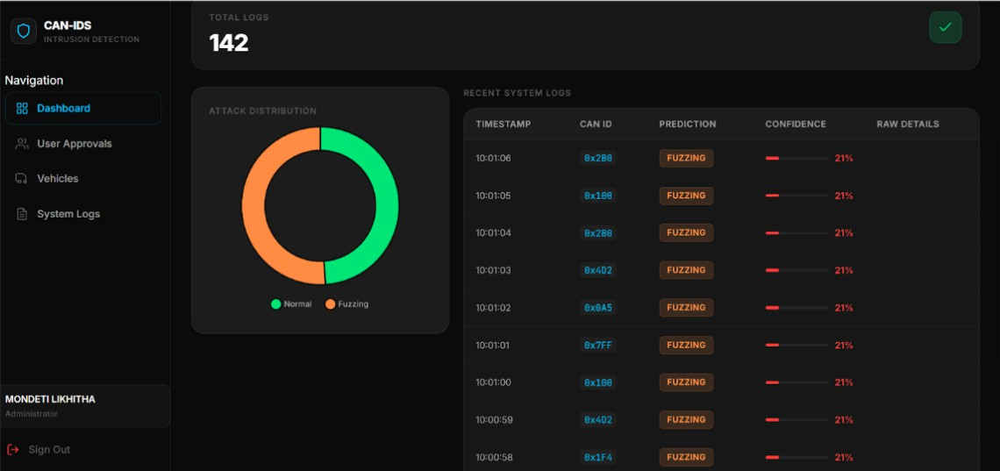 CAN-IDS
INTRUSION DETECTION
Navigation
Dashboard
User Approvals
Vehicles
System Logs
MONDETI LIKHITHA
Administrator
Sign Out
TOTAL LOGS
142
ATTACK DISTRIBUTION
Normal Fuzzing
RECENT SYSTEM LOGS
TIMESTAMP CAN ID PREDICTION CONFIDENCE RAW DETAILS
10:01:06 0x2B0 FUZZING 21%
10:01:05 0x100 FUZZING 21%
10:01:04 0x2B0 FUZZING 21%
10:01:03 0x4D2 FUZZING 21%
10:01:02 0x0A5 FUZZING 21%
10:01:01 0x7FF FUZZING 21%
10:01:00 0x100 FUZZING 21%
10:00:59 0x4D2 FUZZING 21%
10:00:58 0x1F4 FUZZING 21%